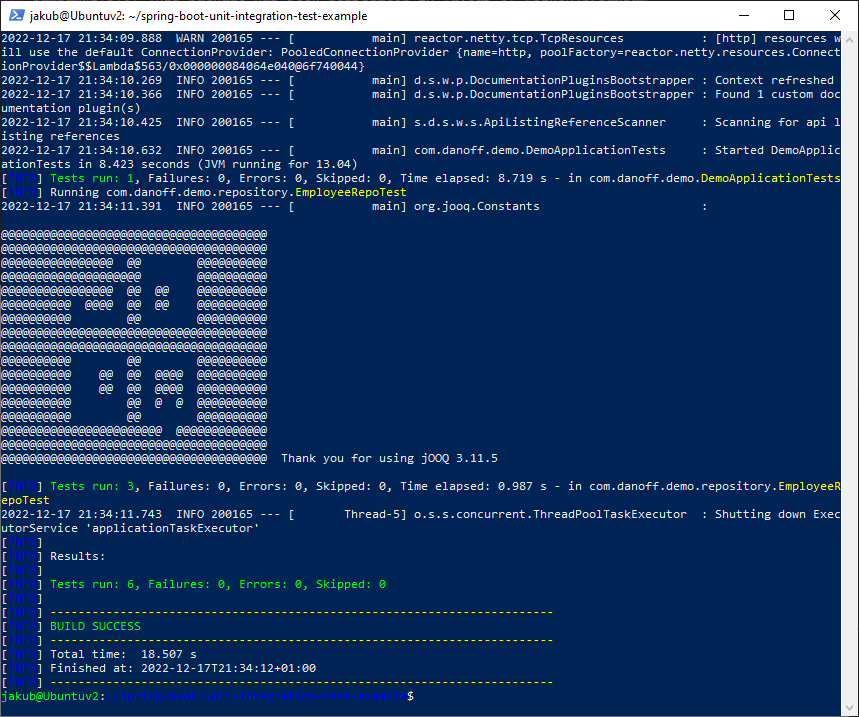 jakub@Ubuntuv2: ~/spring-boot-unit-integration-test-example
2022-12-17 21:34:09.888  WARN 200165 --- [           main] reactor.netty.tcp.TcpResources           : [http] resources w
ill use the default ConnectionProvider: PooledConnectionProvider {name=http, poolFactory=reactor.netty.resources.Connect
ionProvider$$Lambda$563/0x000000084064e040@6f740044}
2022-12-17 21:34:10.269  INFO 200165 --- [           main] d.s.w.p.DocumentationPluginsBootstrapper : Context refreshed
2022-12-17 21:34:10.366  INFO 200165 --- [           main] d.s.w.p.DocumentationPluginsBootstrapper : Found 1 custom doc
umentation plugin(s)
2022-12-17 21:34:10.425  INFO 200165 --- [           main] s.d.s.w.s.ApiListingReferenceScanner     : Scanning for api l
isting references
2022-12-17 21:34:10.632  INFO 200165 --- [           main] com.danoff.demo.DemoApplicationTests     : Started DemoApplic
ationTests in 8.423 seconds (JVM running for 13.04)
[INFO] Tests run: 1, Failures: 0, Errors: 0, Skipped: 0, Time elapsed: 8.719 s - in com.danoff.demo.DemoApplicationTests
[INFO] Running com.danoff.demo.repository.EmployeeRepoTest
2022-12-17 21:34:11.391  INFO 200165 --- [           main] org.jooq.Constants                       :
@@@@@@@@@@@@@@@@@@@@@@@@@@@@@@@@@@@@@@
@@@@@@@@@@@@@@@@@@@@@@@@@@@@@@@@@@@@@@
@@@@@@@@@@@@@@@@  @@        @@@@@@@@@@
@@@@@@@@@@@@@@@@@@@@        @@@@@@@@@@
@@@@@@@@@@@@@@@@  @@  @@    @@@@@@@@@@
@@@@@@@@@@  @@@@  @@  @@    @@@@@@@@@@
@@@@@@@@@@        @@        @@@@@@@@@@
@@@@@@@@@@@@@@@@@@@@@@@@@@@@@@@@@@@@@@
@@@@@@@@@@@@@@@@@@@@@@@@@@@@@@@@@@@@@@
@@@@@@@@@@        @@        @@@@@@@@@@
@@@@@@@@@@    @@  @@  @@@@  @@@@@@@@@@
@@@@@@@@@@    @@  @@  @@@@  @@@@@@@@@@
@@@@@@@@@@        @@  @  @  @@@@@@@@@@
@@@@@@@@@@        @@        @@@@@@@@@@
@@@@@@@@@@@@@@@@@@@@@@@  @@@@@@@@@@@@@
@@@@@@@@@@@@@@@@@@@@@@@@@@@@@@@@@@@@@@
@@@@@@@@@@@@@@@@@@@@@@@@@@@@@@@@@@@@@@  Thank you for using jOOQ 3.11.5
[INFO] Tests run: 3, Failures: 0, Errors: 0, Skipped: 0, Time elapsed: 0.987 s - in com.danoff.demo.repository.EmployeeR
epoTest
2022-12-17 21:34:11.743  INFO 200165 --- [       Thread-5] o.s.s.concurrent.ThreadPoolTaskExecutor  : Shutting down Exec
utorService 'applicationTaskExecutor'
[INFO]
[INFO] Results:
[INFO]
[INFO] Tests run: 6, Failures: 0, Errors: 0, Skipped: 0
[INFO]
[INFO] ------------------------------------------------------------------------
[INFO] BUILD SUCCESS
[INFO] ------------------------------------------------------------------------
[INFO] Total time:  18.507 s
[INFO] Finished at: 2022-12-17T21:34:12+01:00
[INFO] ------------------------------------------------------------------------
jakub@Ubuntuv2:~/spring-boot-unit-integration-test-example$